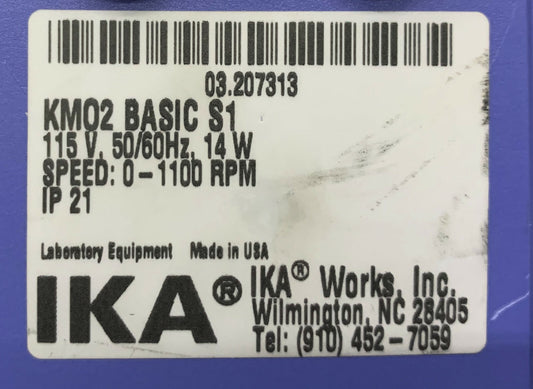 03.207313
KMO2 BASIC S1
115 V, 50/60Hz, 14 W
SPEED: 0-1100 RPM
IP 21
Laboratory Equipment Made in USA
IKA®
IKA® Works, Inc.
Wilmington, NC 28405
Tel: (910) 452-7059